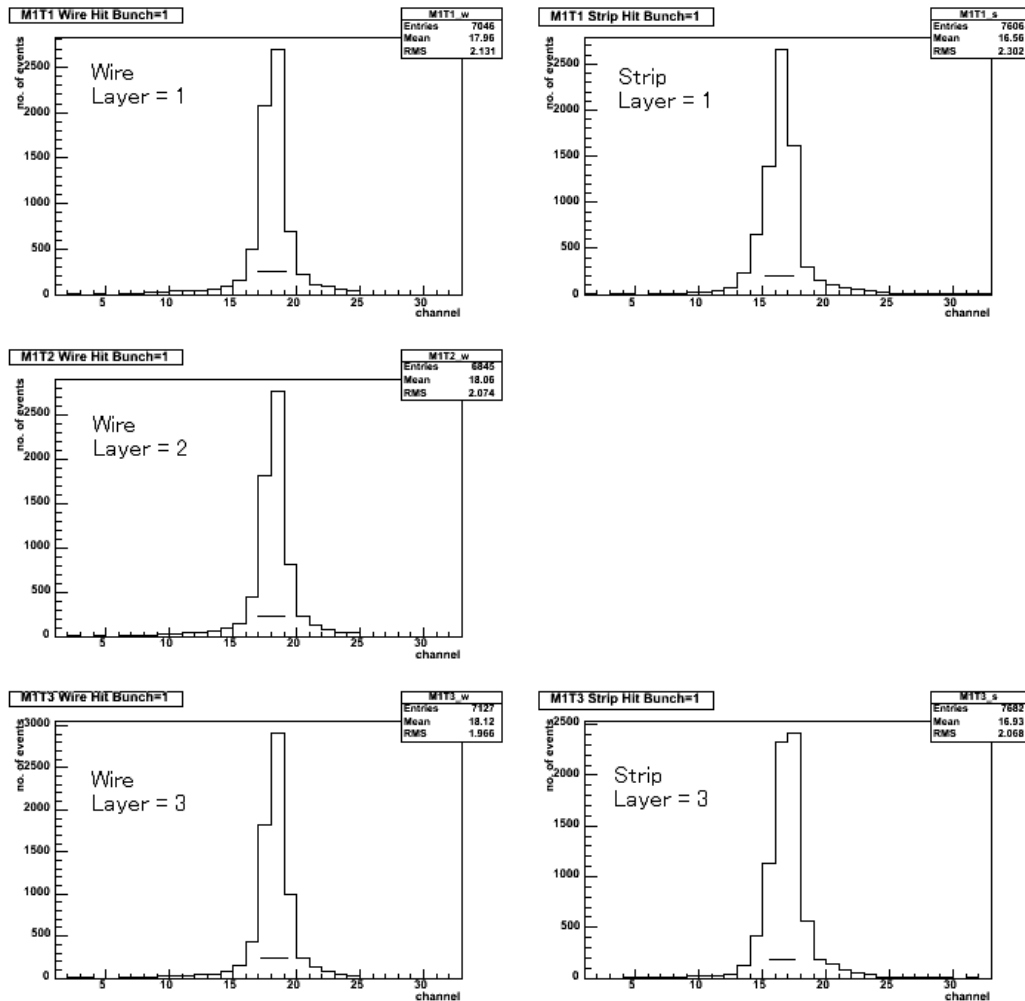 M1T1 Wire Hit Bunch=1
M1T1_w
Entries 7046
Mean 17.96
RMS 2.131
no. of events
Wire
Layer = 1
2500
2000
1500
1000
500
0
5 10 15 20 25 30
channel
M1T1 Strip Hit Bunch=1
M1T1_s
Entries 7606
Mean 16.56
RMS 2.302
no. of events
Strip
Layer = 1
2500
2000
1500
1000
500
0
5 10 15 20 25 30
channel
M1T2 Wire Hit Bunch=1
M1T2_w
Entries 6845
Mean 18.06
RMS 2.074
no. of events
Wire
Layer = 2
2500
2000
1500
1000
500
0
5 10 15 20 25 30
channel
M1T3 Wire Hit Bunch=1
M1T3_w
Entries 7127
Mean 18.12
RMS 1.966
no. of events
Wire
Layer = 3
3000
2500
2000
1500
1000
500
0
5 10 15 20 25 30
channel
M1T3 Strip Hit Bunch=1
M1T3_s
Entries 7682
Mean 16.93
RMS 2.068
no. of events
Strip
Layer = 3
2500
2000
1500
1000
500
0
5 10 15 20 25 30
channel